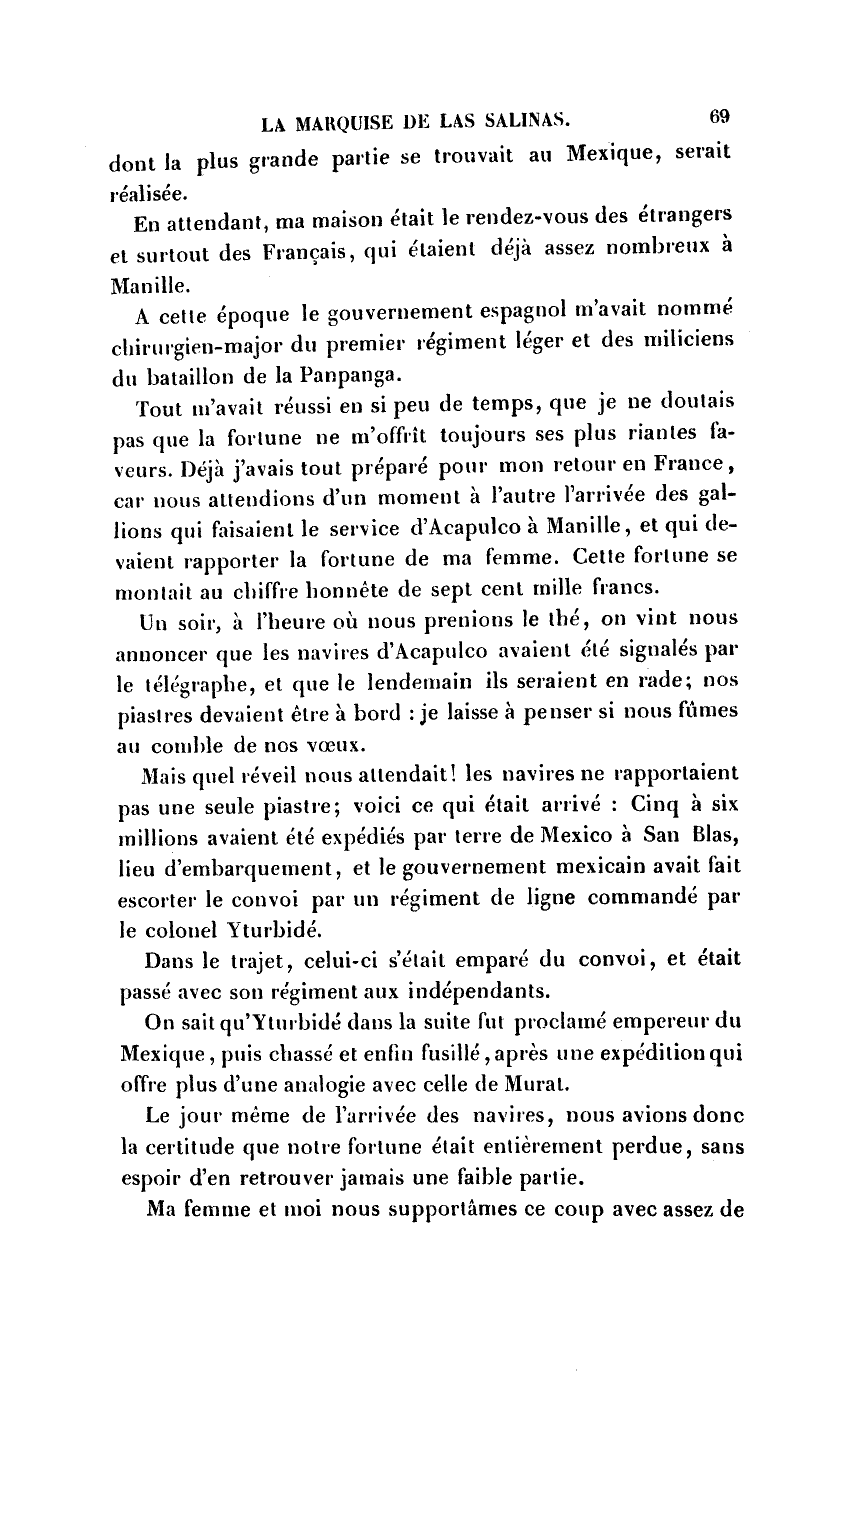 LA MARQUISE DE LAS SALINAS. 69
dont la plus grande partie se trouvait au Mexique, serait
réalisée.
En attendant, ma maison était le rendez-vous des étrangers
et surtout des Français, qui étaient déjà assez nombreux à
Manille.
A cette époque le gouvernement espagnol m'avait nommé
chirurgien-major du premier régiment léger et des miliciens
du bataillon de la Panpanga.
Tout m'avait réussi en si peu de temps, que je ne doutais
pas que la fortune ne m'offrît toujours ses plus riantes fa-
veurs. Déjà j'avais tout préparé pour mon retour en France,
car nous attendions d'un moment à l'autre l'arrivée des gal-
lions qui faisaient le service d'Acapulco à Manille, et qui de-
vaient rapporter la fortune de ma femme. Cette fortune se
montait au chiffre honnête de sept cent mille francs.
Un soir, à l'heure où nous prenions le thé, on vint nous
annoncer que les navires d'Acapulco avaient été signalés par
le télégraphe, et que le lendemain ils seraient en rade; nos
piastres devaient être à bord : je laisse à penser si nous fûmes
au comble de nos vœux.
Mais quel réveil nous attendait! les navires ne rapportaient
pas une seule piastre; voici ce qui était arrivé : Cinq à six
millions avaient été expédiés par terre de Mexico à San Blas,
lieu d'embarquement, et le gouvernement mexicain avait fait
escorter le convoi par un régiment de ligne commandé par
le colonel Yturbidé.
Dans le trajet, celui-ci s'était emparé du convoi, et était
passé avec son régiment aux indépendants.
On sait qu'Yturbidé dans la suite fut proclamé empereur du
Mexique, puis chassé et enfin fusillé, après une expédition qui
offre plus d'une analogie avec celle de Murat.
Le jour même de l'arrivée des navires, nous avions donc
la certitude que notre fortune était entièrement perdue, sans
espoir d'en retrouver jamais une faible partie.
Ma femme et moi nous supportâmes ce coup avec assez de